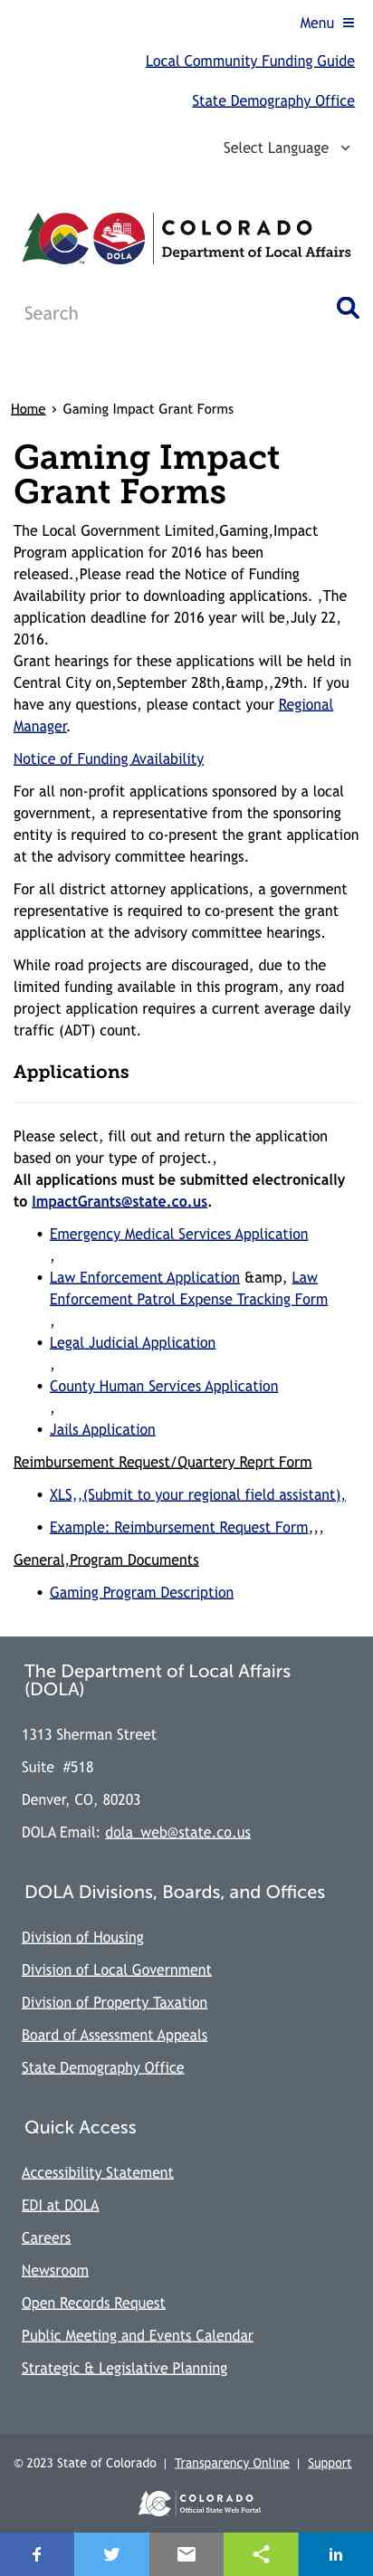 Menu
Local Community Funding Guide
State Demography Office
Select Language
COLORADO
Department of Local Affairs
DOLA
TM
Search
Home › Gaming Impact Grant Forms
Gaming Impact
Grant Forms
The Local Government Limited,Gaming,Impact
Program application for 2016 has been
released.,Please read the Notice of Funding
Availability prior to downloading applications. ,The
application deadline for 2016 year will be,July 22,
2016.
Grant hearings for these applications will be held in
Central City on,September 28th,&amp,,29th. If you
have any questions, please contact your Regional
Manager.
Notice of Funding Availability
For all non-profit applications sponsored by a local
government, a representative from the sponsoring
entity is required to co-present the grant application
at the advisory committee hearings.
For all district attorney applications, a government
representative is required to co-present the grant
application at the advisory committee hearings.
While road projects are discouraged, due to the
limited funding available in this program, any road
project application requires a current average daily
traffic (ADT) count.
Applications
Please select, fill out and return the application
based on your type of project.,
All applications must be submitted electronically
to ImpactGrants@state.co.us.
• Emergency Medical Services Application
,
• Law Enforcement Application &amp, Law
Enforcement Patrol Expense Tracking Form
,
• Legal Judicial Application
,
• County Human Services Application
,
• Jails Application
Reimbursement Request/Quartery Reprt Form
• XLS,,(Submit to your regional field assistant),
• Example: Reimbursement Request Form,,,
General,Program Documents
• Gaming Program Description
The Department of Local Affairs
(DOLA)
1313 Sherman Street
Suite #518
Denver, CO, 80203
DOLA Email: dola_web@state.co.us
DOLA Divisions, Boards, and Offices
Division of Housing
Division of Local Government
Division of Property Taxation
Board of Assessment Appeals
State Demography Office
Quick Access
Accessibility Statement
EDI at DOLA
Careers
Newsroom
Open Records Request
Public Meeting and Events Calendar
Strategic & Legislative Planning
© 2023 State of Colorado | Transparency Online | Support
COLORADO
Official State Web Portal